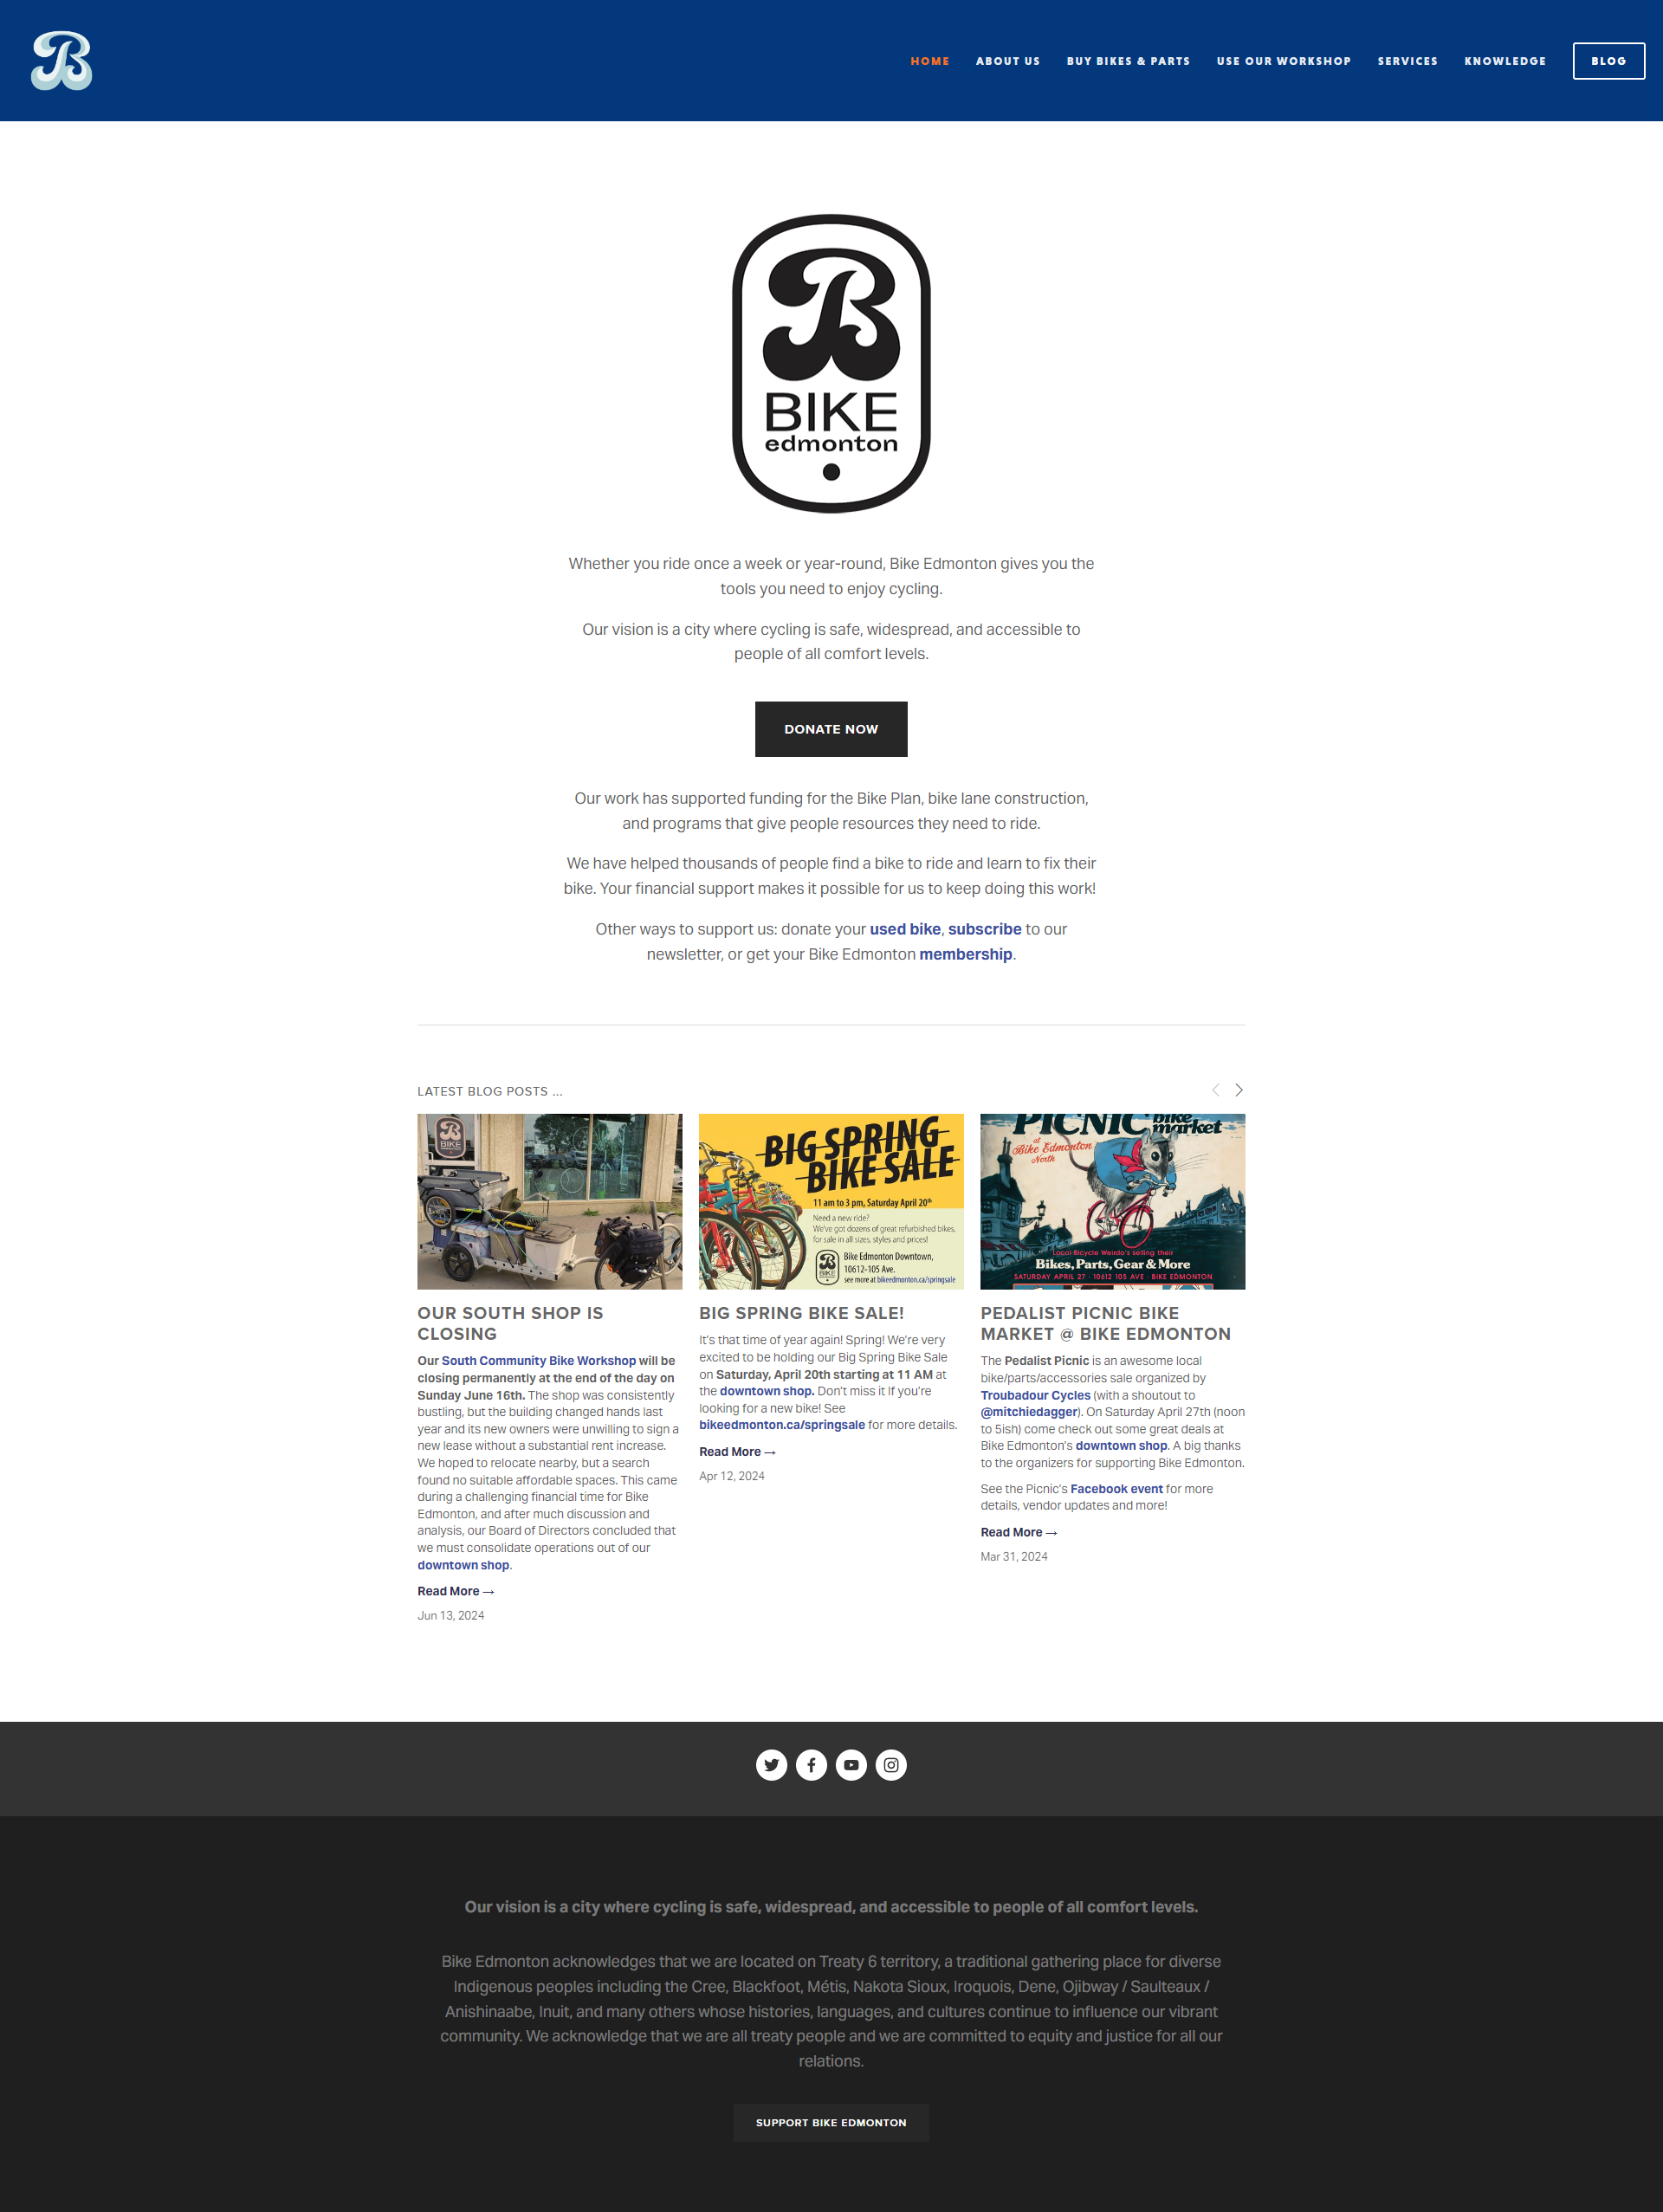 B
HOME ABOUT US BUY BIKES & PARTS USE OUR WORKSHOP SERVICES KNOWLEDGE BLOG
B
BIKE
edmonton
Whether you ride once a week or year-round, Bike Edmonton gives you the
tools you need to enjoy cycling.
Our vision is a city where cycling is safe, widespread, and accessible to
people of all comfort levels.
DONATE NOW
Our work has supported funding for the Bike Plan, bike lane construction,
and programs that give people resources they need to ride.
We have helped thousands of people find a bike to ride and learn to fix their
bike. Your financial support makes it possible for us to keep doing this work!
Other ways to support us: donate your used bike, subscribe to our
newsletter, or get your Bike Edmonton membership.
LATEST BLOG POSTS ...
B
BIKE
OUR SOUTH SHOP IS
CLOSING
Our South Community Bike Workshop will be
closing permanently at the end of the day on
Sunday June 16th. The shop was consistently
bustling, but the building changed hands last
year and its new owners were unwilling to sign a
new lease without a substantial rent increase.
We hoped to relocate nearby, but a search
found no suitable affordable spaces. This came
during a challenging financial time for Bike
Edmonton, and after much discussion and
analysis, our Board of Directors concluded that
we must consolidate operations out of our
downtown shop.
Read More →
Jun 13, 2024
BIG SPRING
BIKE SALE
11 am to 3 pm, Saturday April 20th
Need a new ride?
We've got dozens of great refurbished bikes,
for sale in all sizes, styles and prices!
B
BIKE
Bike Edmonton Downtown,
10612-105 Ave.
see more at bikeedmonton.ca/springsale
BIG SPRING BIKE SALE!
It's that time of year again! Spring! We're very
excited to be holding our Big Spring Bike Sale
on Saturday, April 20th starting at 11 AM at
the downtown shop. Don't miss it if you're
looking for a new bike! See
bikeedmonton.ca/springsale for more details.
Read More →
Apr 12, 2024
PICNIC bike
market
at
Bike Edmonton
North
Local Bicycle Weirdo's selling their
Bikes, Parts, Gear & More
SATURDAY APRIL 27 · 10612 105 AVE · BIKE EDMONTON
PEDALIST PICNIC BIKE
MARKET @ BIKE EDMONTON
The Pedalist Picnic is an awesome local
bike/parts/accessories sale organized by
Troubadour Cycles (with a shoutout to
@mitchiedagger). On Saturday April 27th (noon
to 5ish) come check out some great deals at
Bike Edmonton's downtown shop. A big thanks
to the organizers for supporting Bike Edmonton.
See the Picnic's Facebook event for more
details, vendor updates and more!
Read More →
Mar 31, 2024
Our vision is a city where cycling is safe, widespread, and accessible to people of all comfort levels.
Bike Edmonton acknowledges that we are located on Treaty 6 territory, a traditional gathering place for diverse
Indigenous peoples including the Cree, Blackfoot, Métis, Nakota Sioux, Iroquois, Dene, Ojibway / Saulteaux /
Anishinaabe, Inuit, and many others whose histories, languages, and cultures continue to influence our vibrant
community. We acknowledge that we are all treaty people and we are committed to equity and justice for all our
relations.
SUPPORT BIKE EDMONTON